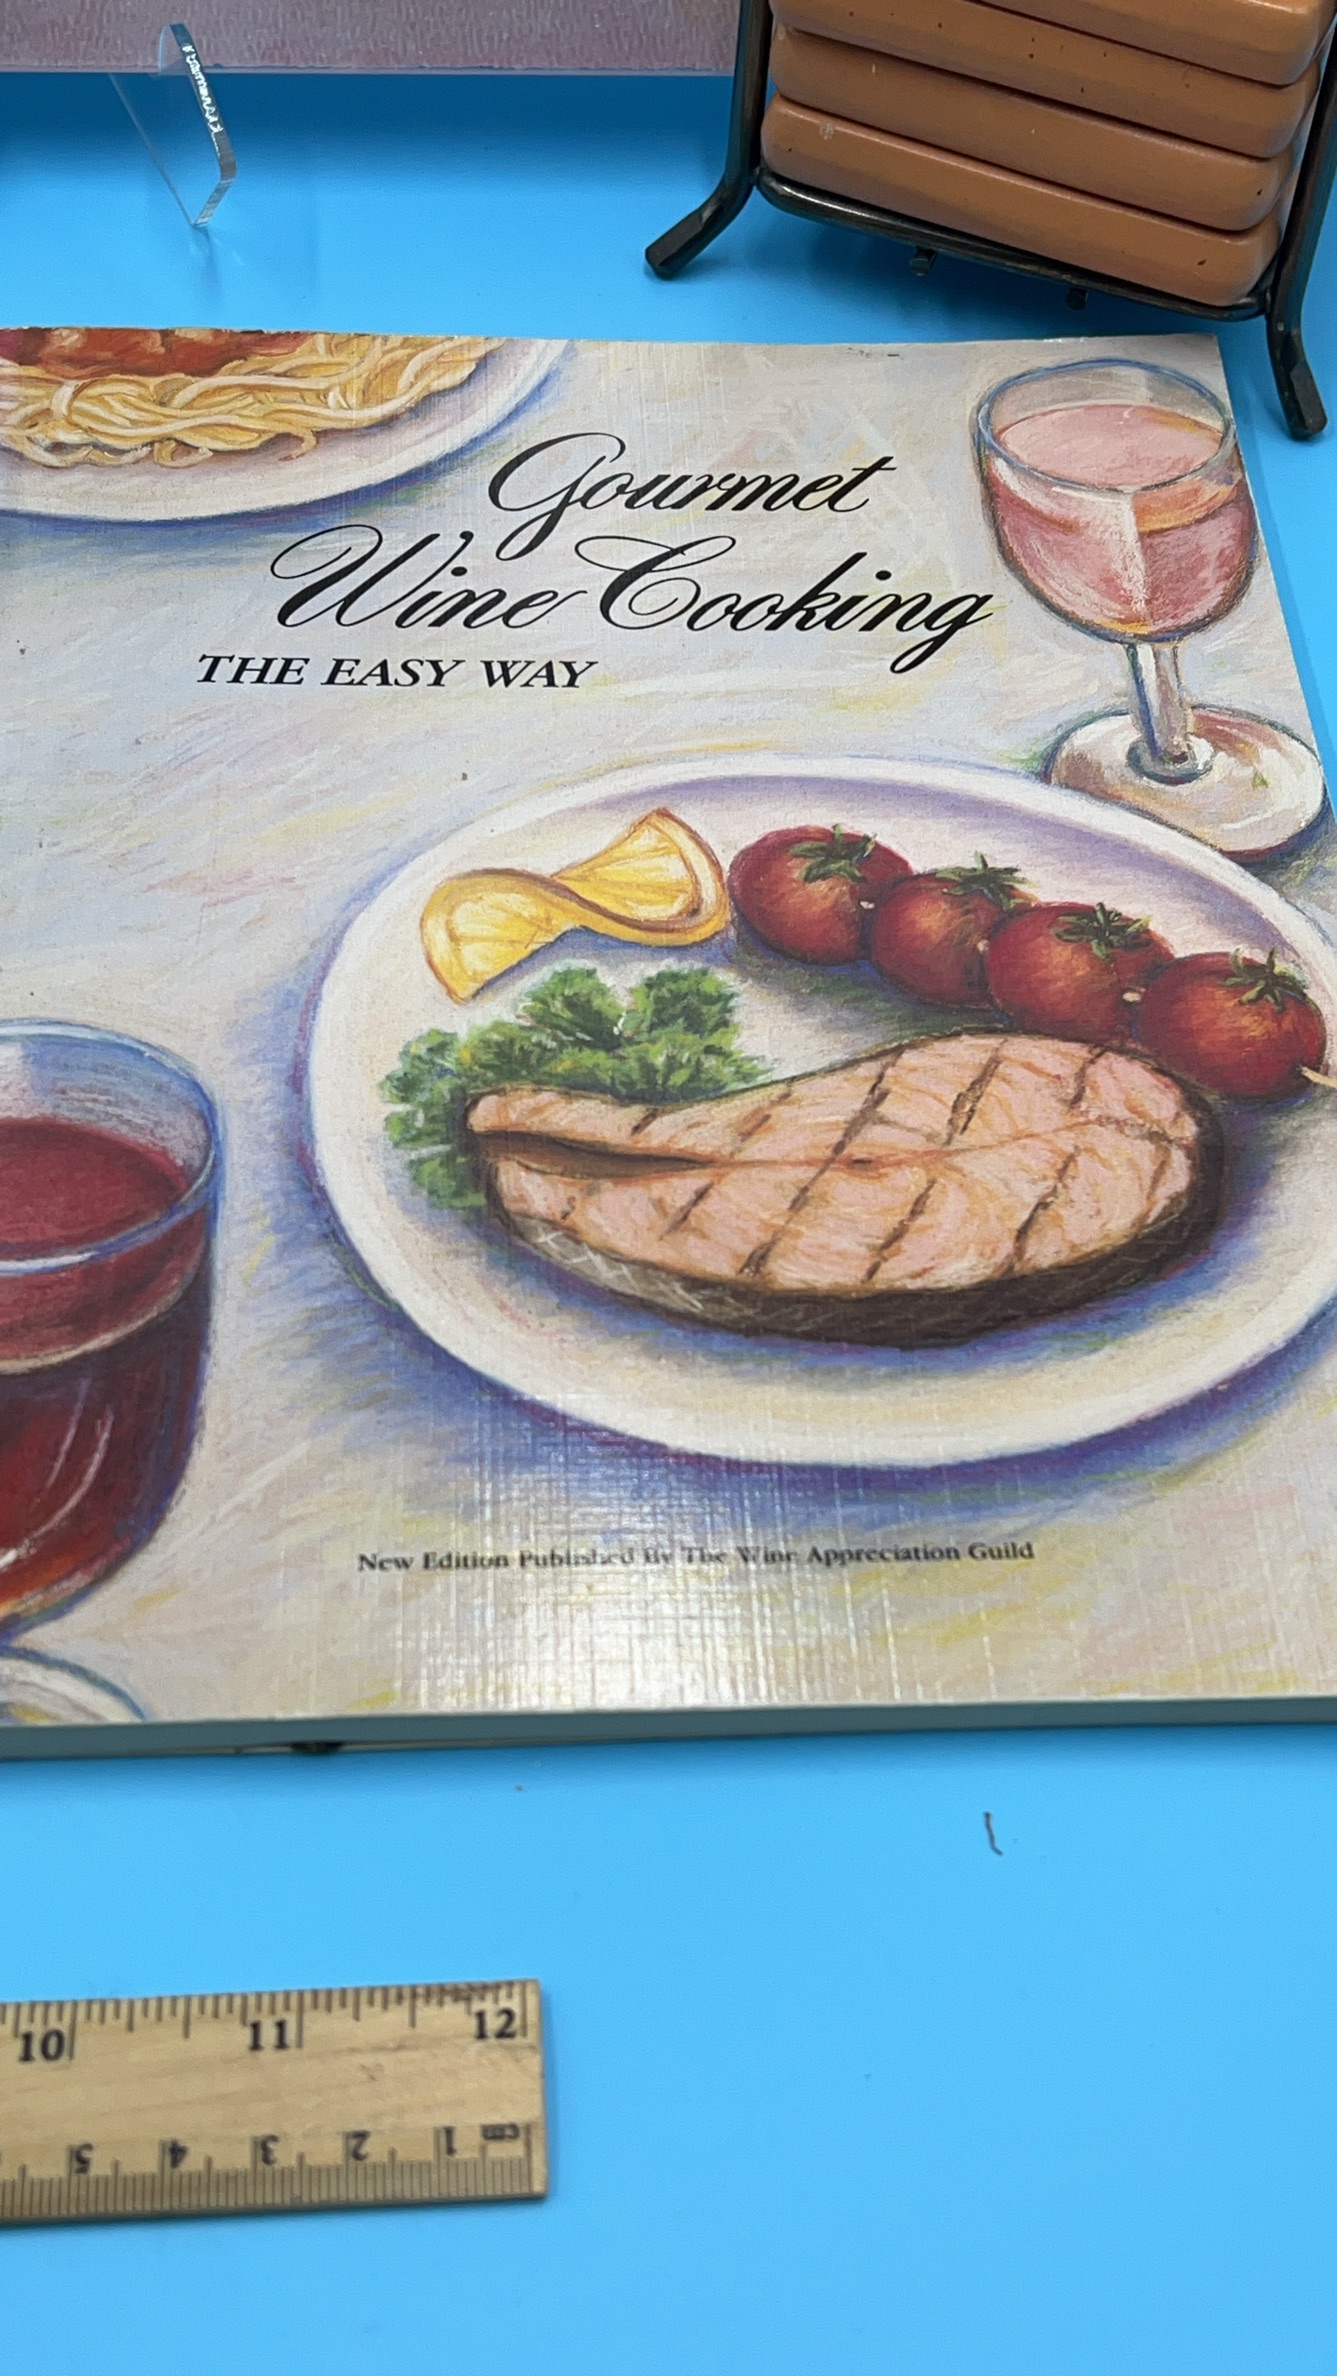 Gourmet
Wine Cooking
THE EASY WAY
New Edition Published By The Wine Appreciation Guild
10 11 12
5 4 3 2 1 cm